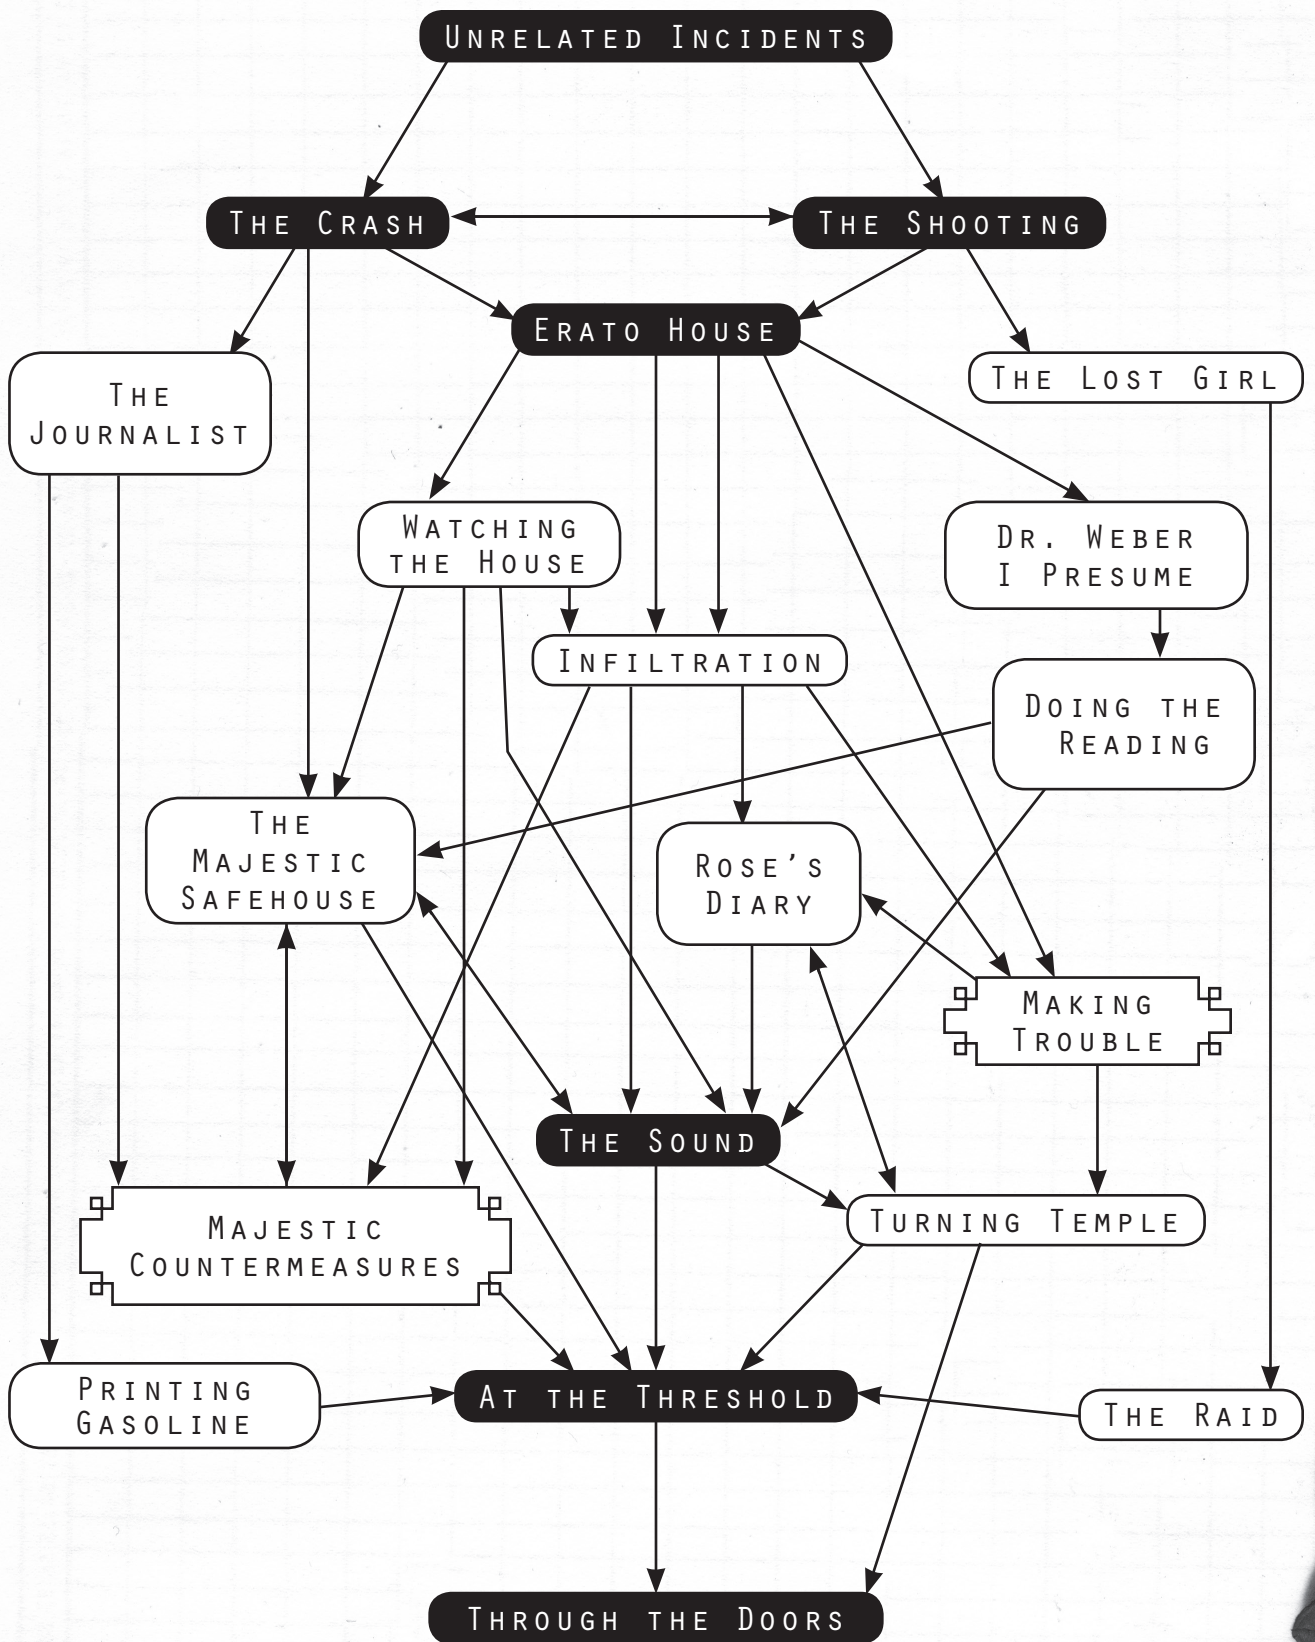 Unrelated Incidents
The Crash
The Shooting
Erato House
The
Journalist
The Lost Girl
Watching
the House
Dr. Weber
I Presume
Infiltration
Doing the
Reading
The
Majestic
Safehouse
Rose's
Diary
Making
Trouble
The Sound
Turning Temple
Majestic
Countermeasures
Printing
Gasoline
At the Threshold
The Raid
Through the Doors